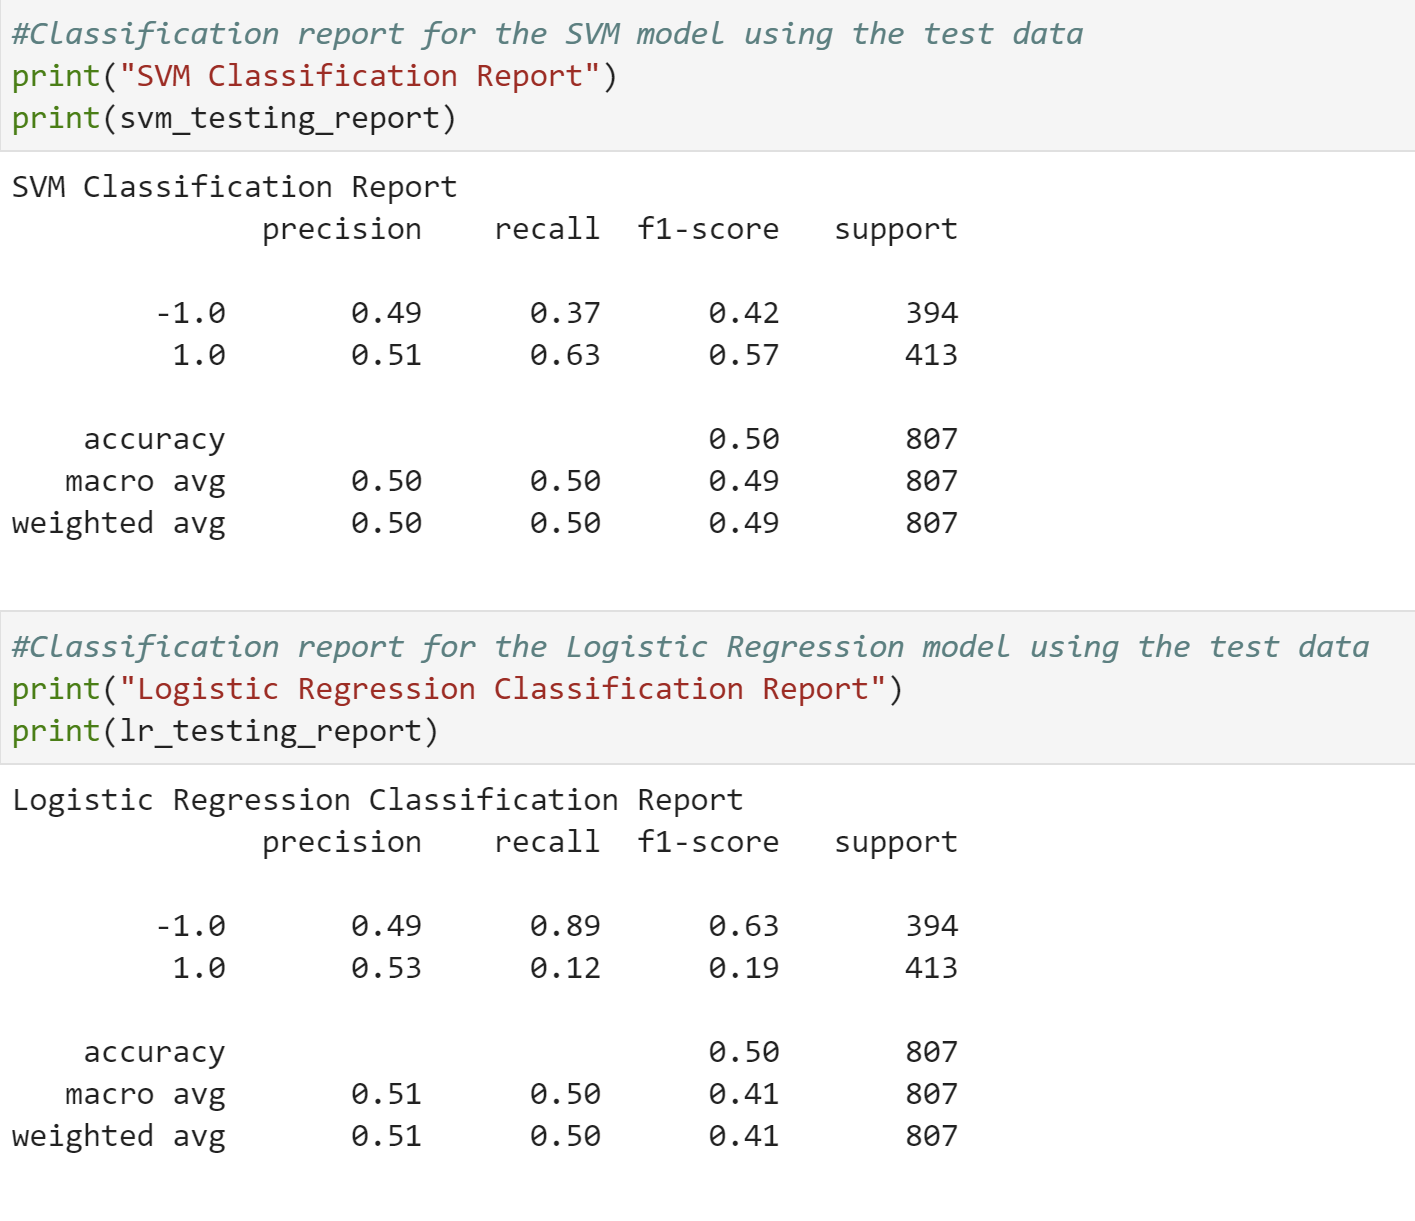 #Classification report for the SVM model using the test data
print("SVM Classification Report")
print(svm_testing_report)
SVM Classification Report
              precision    recall  f1-score   support

        -1.0       0.49      0.37      0.42       394
         1.0       0.51      0.63      0.57       413

    accuracy                           0.50       807
   macro avg       0.50      0.50      0.49       807
weighted avg       0.50      0.50      0.49       807

#Classification report for the Logistic Regression model using the test data
print("Logistic Regression Classification Report")
print(lr_testing_report)
Logistic Regression Classification Report
              precision    recall  f1-score   support

        -1.0       0.49      0.89      0.63       394
         1.0       0.53      0.12      0.19       413

    accuracy                           0.50       807
   macro avg       0.51      0.50      0.41       807
weighted avg       0.51      0.50      0.41       807